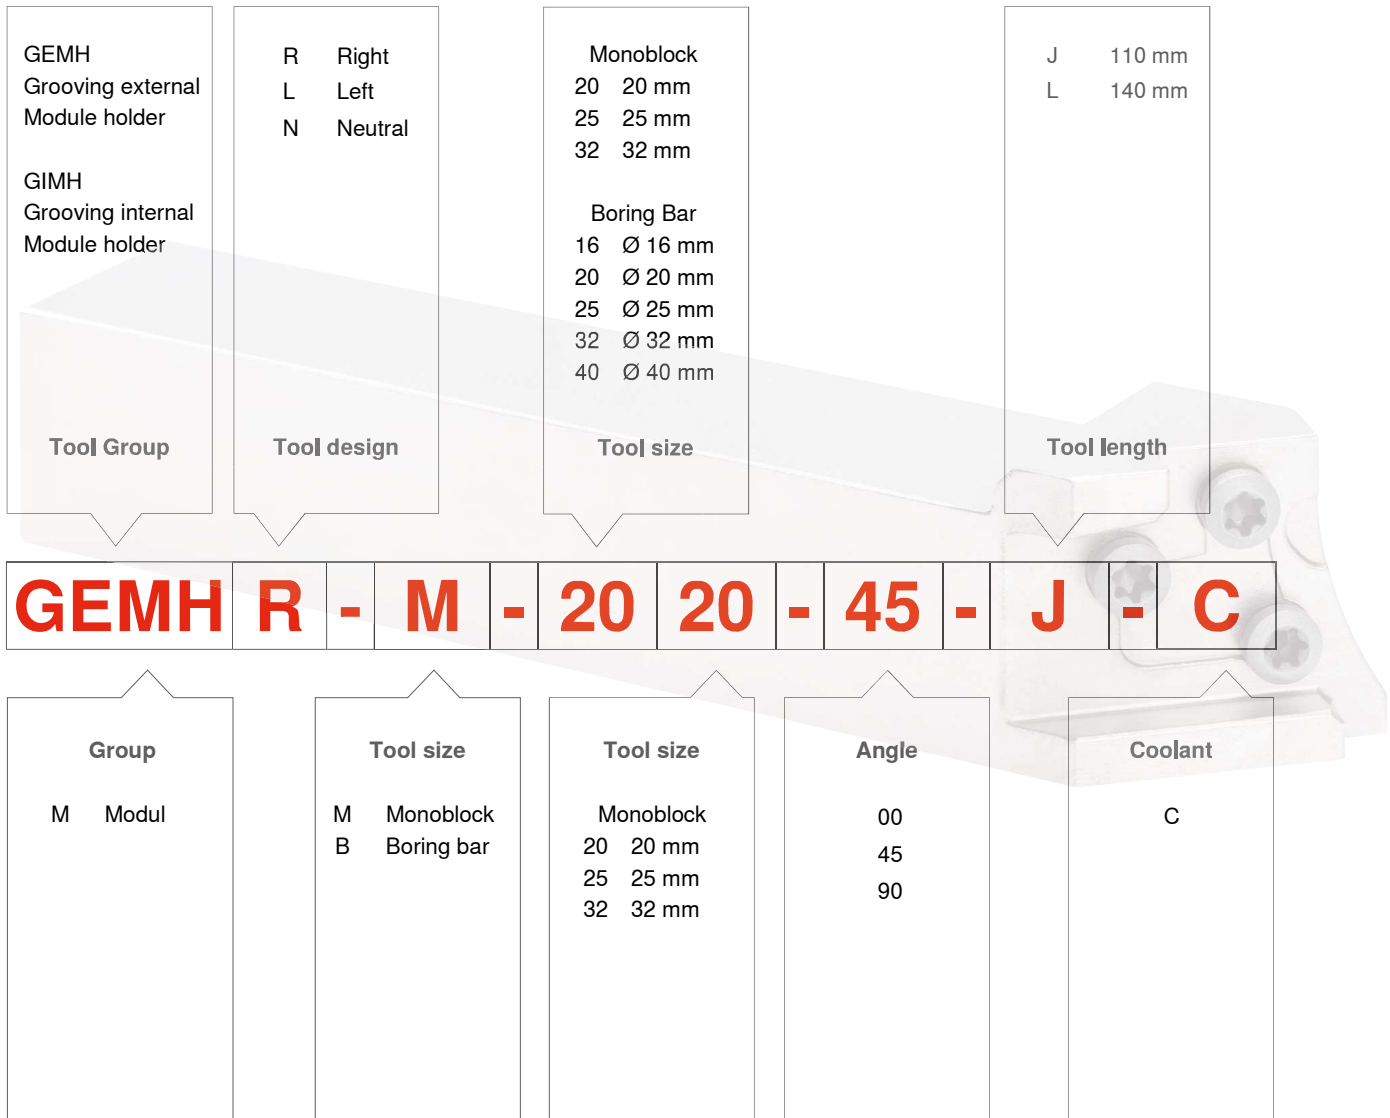 GEMH
Grooving external
Module holder
GIMH
Grooving internal
Module holder
Tool Group
R Right
L Left
N Neutral
Tool design
Monoblock
20 20 mm
25 25 mm
32 32 mm
Boring Bar
16 Ø 16 mm
20 Ø 20 mm
25 Ø 25 mm
32 Ø 32 mm
40 Ø 40 mm
Tool size
J 110 mm
L 140 mm
Tool length
GEMH R - M - 20 20 - 45 - J - C
Group
M Modul
Tool size
M Monoblock
B Boring bar
Tool size
Monoblock
20 20 mm
25 25 mm
32 32 mm
Angle
00
45
90
Coolant
C